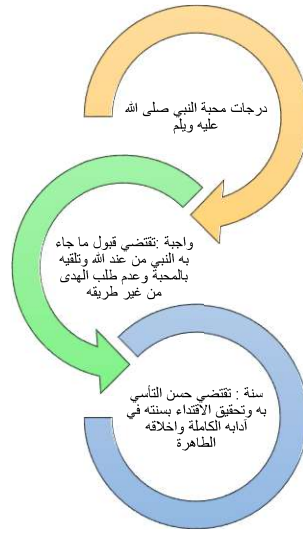 درجات محبة النبي صلى الله
عليه ويلم
واجبة :تقتضي قبول ما جاء
به النبي من عند الله وتلقيه
بالمحبة وعدم طلب الهدى
من غير طريقه
سنة : تقتضي حسن التأسي
به وتحقيق الاقتداء بسنته في
آدابه الكاملة واخلاقه
الطاهرة